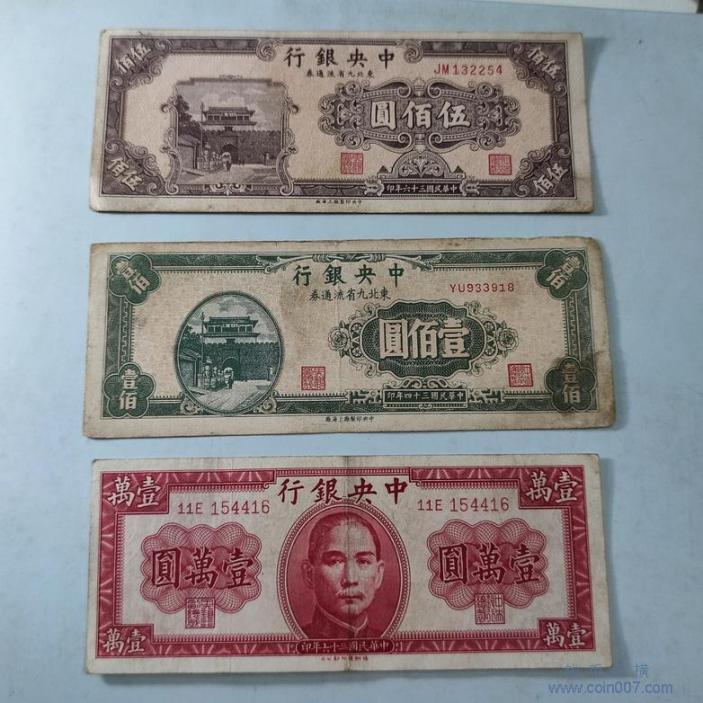 中央銀行
東北九省流通券
JM132254
伍佰
伍佰
伍佰圓
伍佰
伍佰
中華民國三十六年印
中央銀行
東北九省流通券
YU933918
壹佰
壹佰
壹佰圓
壹佰
壹佰
中華民國三十四年印
中央銀行
壹萬
壹萬
11E 154416
11E 154416
壹萬圓
壹萬圓
壹萬
壹萬
中華民國三十七年印
www.coin007.com